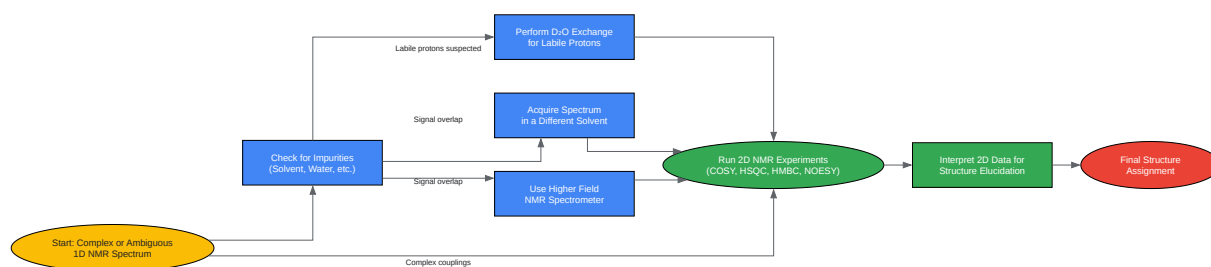 Perform D₂O Exchange
for Labile Protons
Labile protons suspected
Acquire Spectrum
in a Different Solvent
Signal overlap
Check for Impurities
(Solvent, Water, etc.)
Run 2D NMR Experiments
(COSY, HSQC, HMBC, NOESY)
Interpret 2D Data for
Structure Elucidation
Final Structure
Assignment
Signal overlap
Use Higher Field
NMR Spectrometer
Start: Complex or Ambiguous
1D NMR Spectrum
Complex couplings